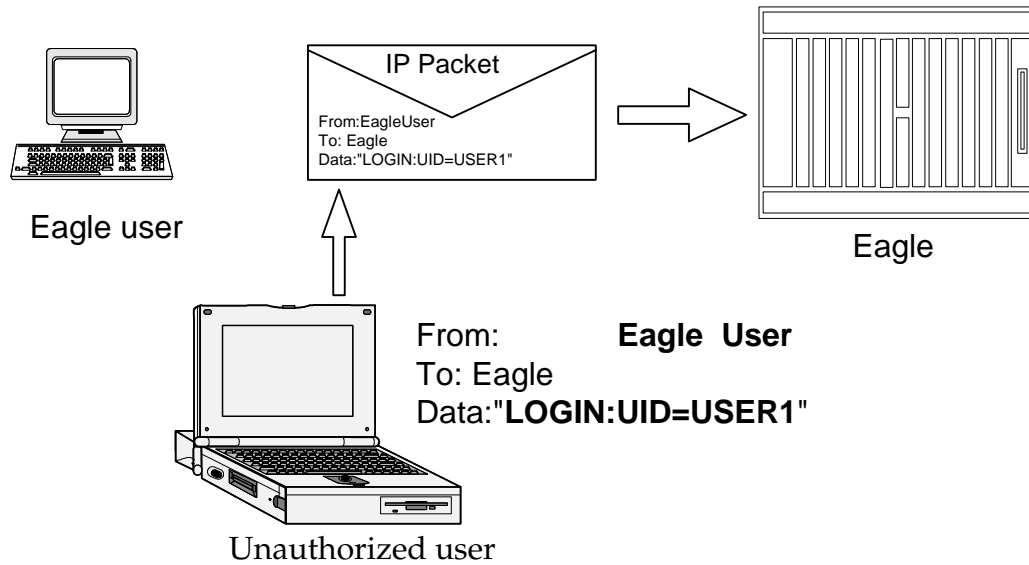 IP Packet
From:EagleUser
To: Eagle
Data:"LOGIN:UID=USER1"
Eagle user
Eagle
From: Eagle User
To: Eagle
Data:"LOGIN:UID=USER1"
Unauthorized user